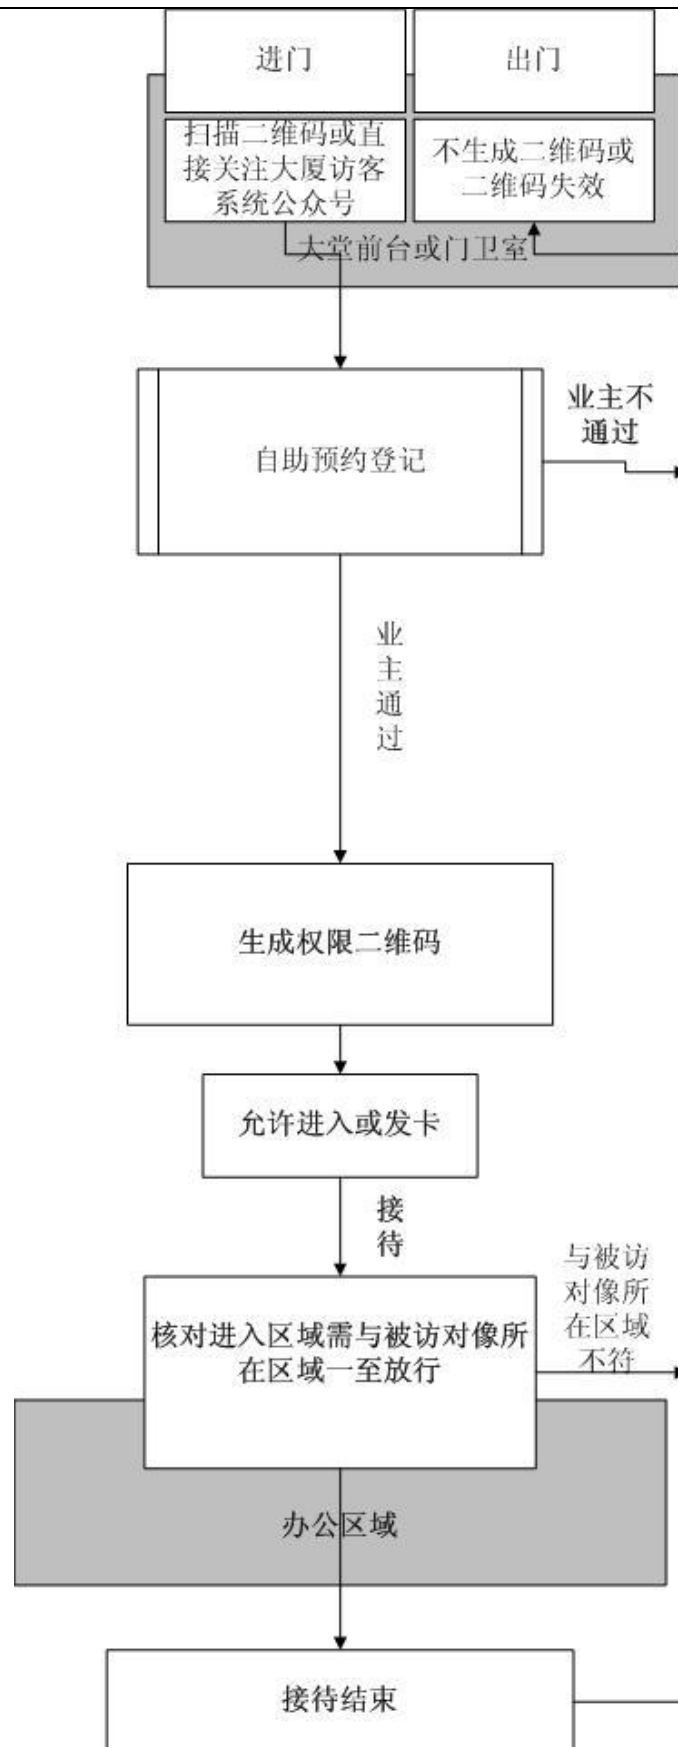 进门
出门
扫描二维码或直
接关注大厦访客
系统公众号
不生成二维码或
二维码失效
大堂前台或门卫室
业主不
通过
自助预约登记
业
主
通
过
生成权限二维码
允许进入或发卡
接
待
与被访
对像所
在区域
不符
核对进入区域需与被访对像所
在区域一至放行
办公区域
接待结束